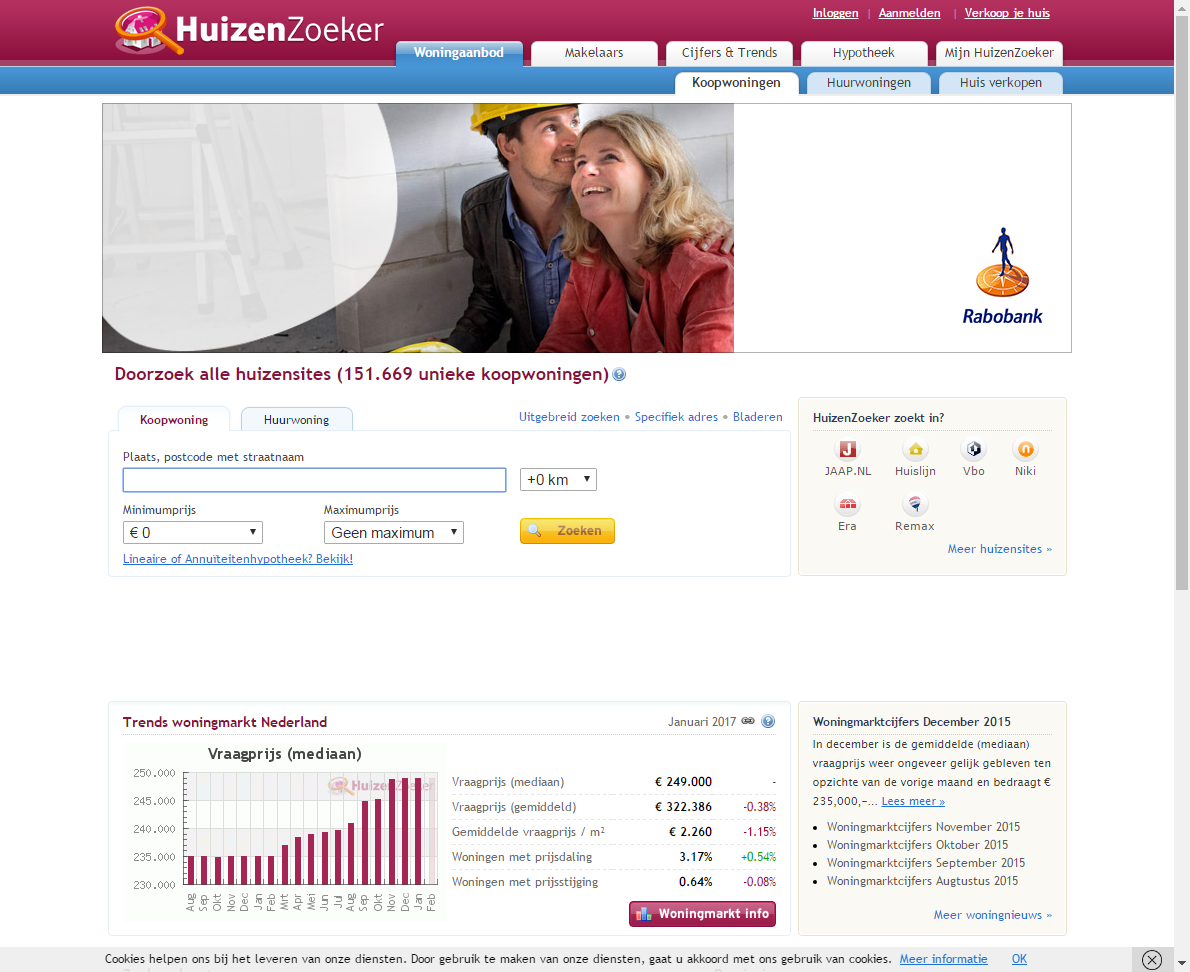 HuizenZoeker
Inloggen | Aanmelden | Verkoop je huis
Woningaanbod Makelaars Cijfers & Trends Hypotheek Mijn HuizenZoeker
Koopwoningen Huurwoningen Huis verkopen
Rabobank
Doorzoek alle huizensites (151.669 unieke koopwoningen) ?
Koopwoning Huurwoning Uitgebreid zoeken • Specifiek adres • Bladeren
Plaats, postcode met straatnaam
+0 km
Minimumprijs Maximumprijs
€ 0 Geen maximum Zoeken
Lineaire of Annuïteitenhypotheek? Bekijk!
HuizenZoeker zoekt in?
JAAP.NL Huislijn Vbo Niki
Era Remax
Meer huizensites »
Trends woningmarkt Nederland Januari 2017 ?
Vraagprijs (mediaan)
HuizenZoeker
250.000
245.000
240.000
235.000
230.000
Aug Sep Okt Nov Dec Jan Feb Mrt Apr Mei Jun Jul Aug Sep Okt Nov Dec Jan Feb
Vraagprijs (mediaan) € 249.000 -
Vraagprijs (gemiddeld) € 322.386 -0.38%
Gemiddelde vraagprijs / m² € 2.260 -1.15%
Woningen met prijsdaling 3.17% +0.54%
Woningen met prijsstijging 0.64% -0.08%
Woningmarkt info
Woningmarktcijfers December 2015
In december is de gemiddelde (mediaan)
vraagprijs weer ongeveer gelijk gebleven ten
opzichte van de vorige maand en bedraagt €
235,000,-... Lees meer »
• Woningmarktcijfers November 2015
• Woningmarktcijfers Oktober 2015
• Woningmarktcijfers September 2015
• Woningmarktcijfers Augtustus 2015
Meer woningnieuws »
Cookies helpen ons bij het leveren van onze diensten. Door gebruik te maken van onze diensten, gaat u akkoord met ons gebruik van cookies. Meer informatie OK